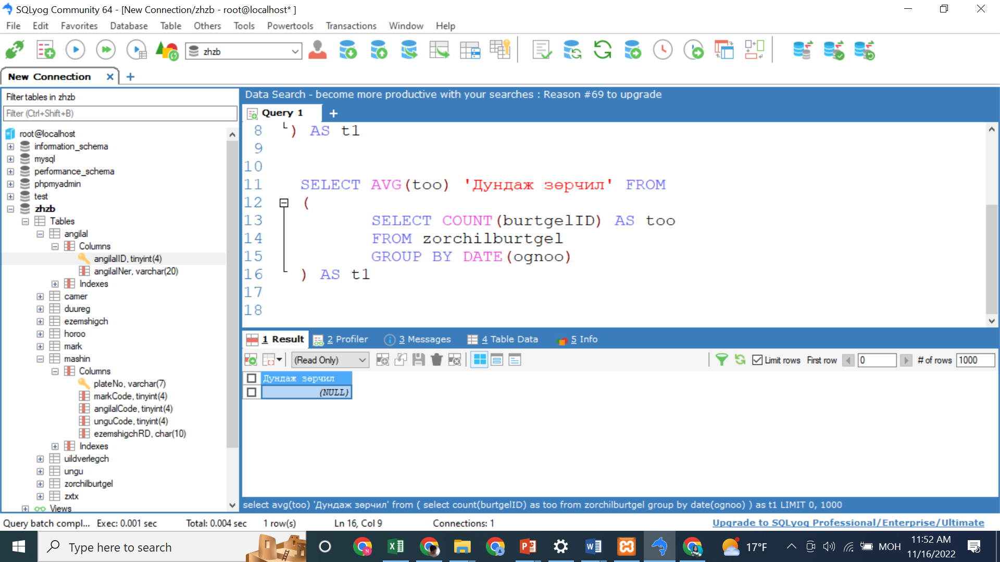 SQLyog Community 64 - [New Connection/zhzb - root@localhost* ]
File Edit Favorites Database Table Others Tools Powertools Transactions Window Help
zhzb
New Connection
Filter tables in zhzb
Filter (Ctrl+Shift+B)
root@localhost
information_schema
mysql
performance_schema
phpmyadmin
test
zhzb
Tables
angilal
Columns
angilalID, tinyint(4)
angilalNer, varchar(20)
Indexes
camer
duureg
ezemshigch
horoo
mark
mashin
Columns
plateNo, varchar(7)
markCode, tinyint(4)
angilalCode, tinyint(4)
unguCode, tinyint(4)
ezemshigchRD, char(10)
Indexes
uildverlegch
ungu
zorchilburtgel
zxtx
Views
Data Search - become more productive with your searches : Reason #69 to upgrade
Query 1
8 ) AS t1
9
10
11 SELECT AVG(too) 'Дундаж зөрчил' FROM
12 (
13 SELECT COUNT(burtgelID) AS too
14 FROM zorchilburtgel
15 GROUP BY DATE(ognoo)
16 ) AS t1
17
18
1 Result 2 Profiler 3 Messages 4 Table Data 5 Info
(Read Only) Limit rows First row 0 # of rows 1000
Дундаж зөрчил
(NULL)
select avg(too) 'Дундаж зөрчил' from ( select count(burtgelID) as too from zorchilburtgel group by date(ognoo) ) as t1 LIMIT 0, 1000
Query batch compl... Exec: 0.001 sec Total: 0.004 sec 1 row(s) Ln 16, Col 9 Connections: 1 Upgrade to SQLyog Professional/Enterprise/Ultimate
Type here to search
17°F
МОН
11:52 AM
11/16/2022